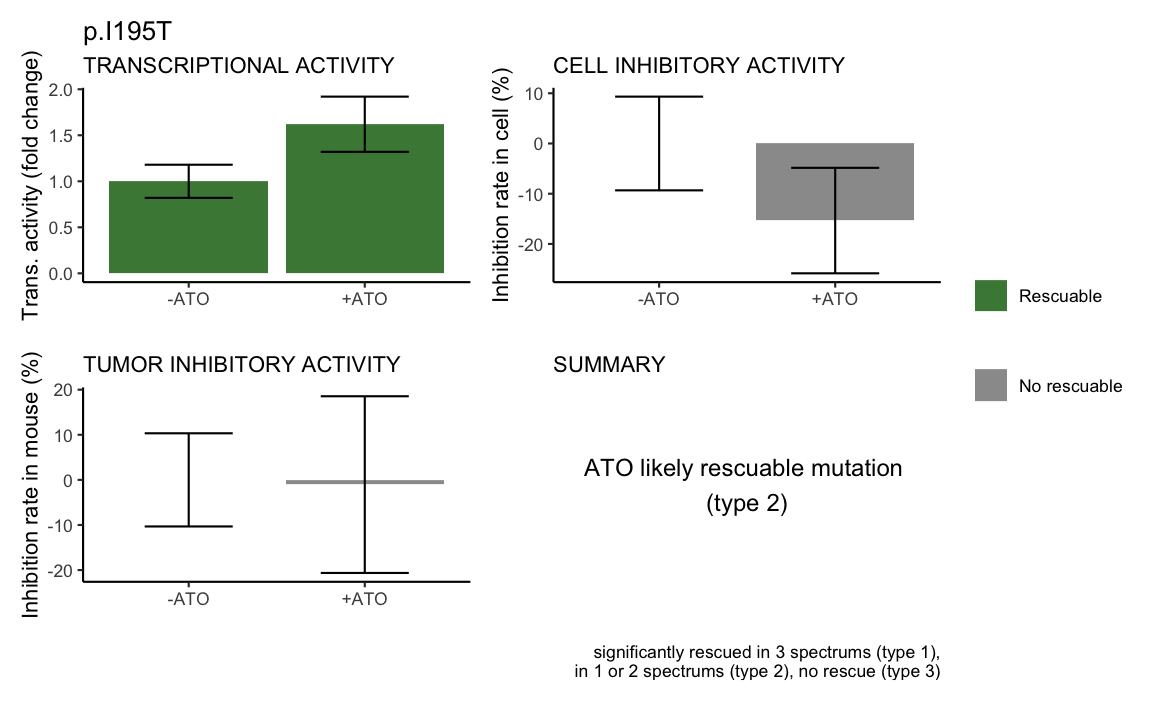 p.I195T
TRANSCRIPTIONAL ACTIVITY
Trans. activity (fold change)
2.0
1.5
1.0
0.5
0.0
-ATO
+ATO
CELL INHIBITORY ACTIVITY
Inhibition rate in cell (%)
10
0
-10
-20
-ATO
+ATO
Rescuable
No rescuable
TUMOR INHIBITORY ACTIVITY
Inhibition rate in mouse (%)
20
10
0
-10
-20
-ATO
+ATO
SUMMARY
ATO likely rescuable mutation
(type 2)
significantly rescued in 3 spectrums (type 1),
in 1 or 2 spectrums (type 2), no rescue (type 3)